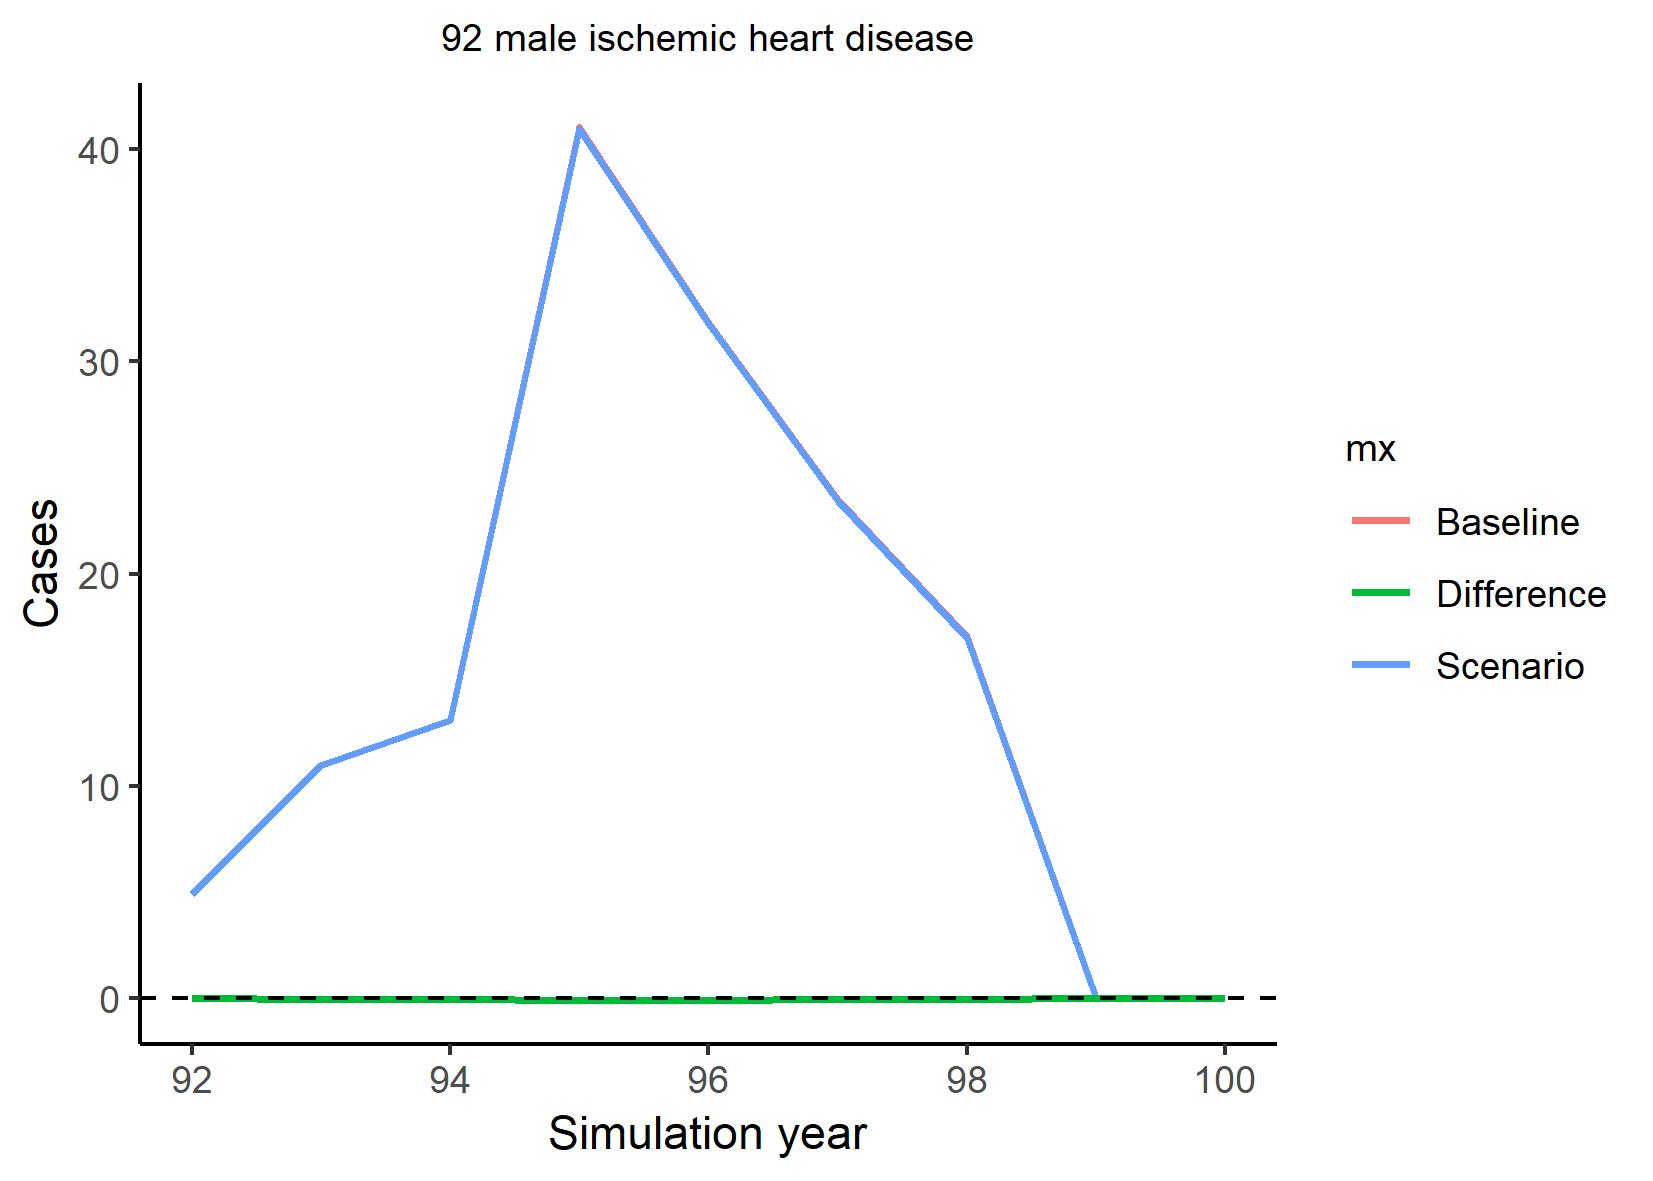 92 male ischemic heart disease
Cases
40
30
20
10
0
92 94 96 98 100
Simulation year
mx
Baseline
Difference
Scenario